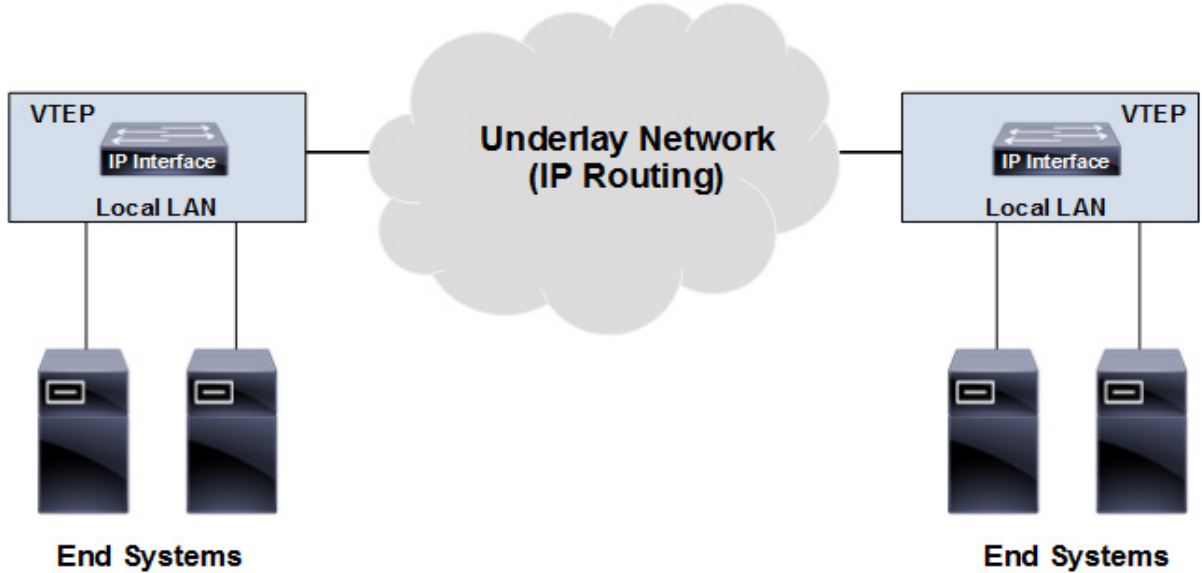 VTEP
IP Interface
Local LAN
Underlay Network
(IP Routing)
VTEP
IP Interface
Local LAN
End Systems
End Systems